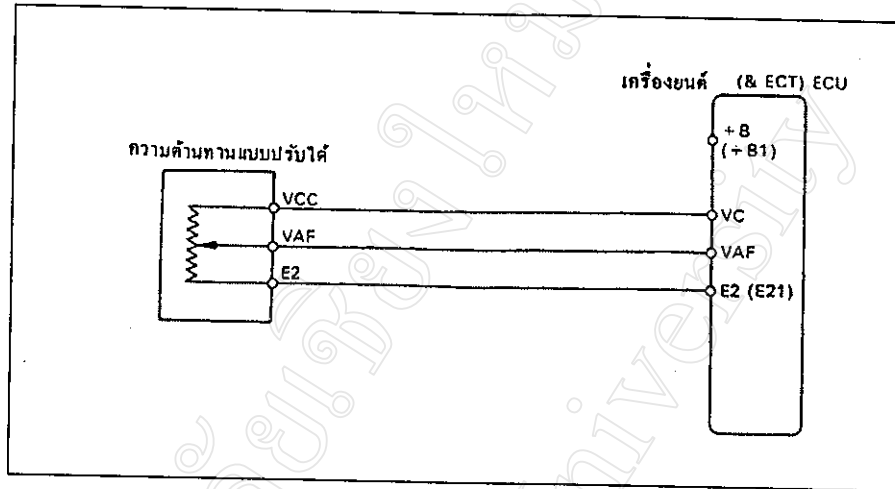 เครื่องยนต์ (& ECT) ECU
+B
(+B1)
ความต้านทานแบบปรับได้
VCC
VC
VAF
VAF
E2
E2 (E21)
University